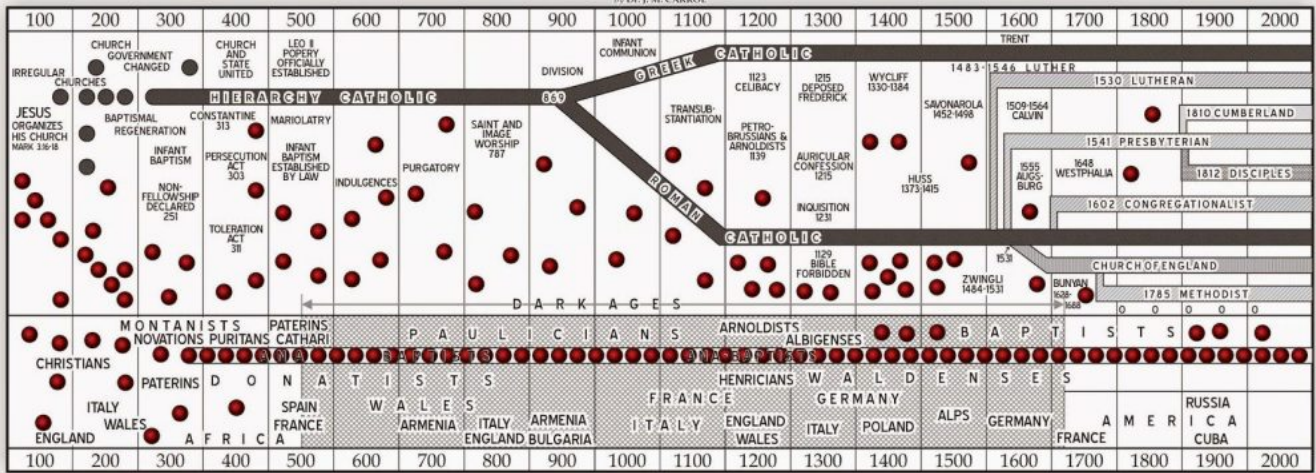 by Dr. J. M. CARROL
100 200 300 400 500 600 700 800 900 1000 1100 1200 1300 1400 1500 1600 1700 1800 1900 2000
IRREGULAR
CHURCHES
CHURCH
GOVERNMENT
CHANGED
CHURCH
AND
STATE
UNITED
LEO II
POPERY
OFFICIALLY
ESTABLISHED
DIVISION
INFANT
COMMUNION
GREEK CATHOLIC
TRENT
HIERARCHY CATHOLIC
869
ROMAN CATHOLIC
JESUS
ORGANIZES
HIS CHURCH
MARK 3:16-18
BAPTISMAL
REGENERATION
INFANT
BAPTISM
NON-
FELLOWSHIP
DECLARED
251
CONSTANTINE
313
PERSECUTION
ACT
303
TOLERATION
ACT
311
MARIOLATRY
INFANT
BAPTISM
ESTABLISHED
BY LAW
INDULGENCES
PURGATORY
SAINT AND
IMAGE
WORSHIP
787
TRANSUB-
STANTIATION
1123
CELIBACY
PETRO-
BRUSSIANS &
ARNOLDISTS
1139
1215
DEPOSED
FREDERICK
AURICULAR
CONFESSION
1215
INQUISITION
1231
1129
BIBLE
FORBIDDEN
WYCLIFF
1330-1384
HUSS
1373-1415
SAVONAROLA
1452-1498
ZWINGLI
1484-1531
1483-1546 LUTHER
1509-1564
CALVIN
1555
AUGS-
BURG
1648
WESTPHALIA
1531
BUNYAN
1628-
1688
1530 LUTHERAN
1810 CUMBERLAND
1541 PRESBYTERIAN
1812 DISCIPLES
1602 CONGREGATIONALIST
CHURCH OF ENGLAND
1785 METHODIST
DARK AGES
MONTANISTS
NOVATIONS PURITANS
PATERINS
CATHARI
PAULICIANS
ARNOLDISTS
ALBIGENSES
BAPTISTS
ANA BAPTISTS
ANA BAPTISTS
CHRISTIANS
PATERINS
DONATISTS
HENRICIANS
WALDENSES
ENGLAND
ITALY
WALES
AFRICA
SPAIN
FRANCE
WALES
ARMENIA
ITALY
ENGLAND
ARMENIA
BULGARIA
FRANCE
ITALY
ENGLAND
WALES
GERMANY
ITALY
POLAND
ALPS
GERMANY
FRANCE
AMERICA
RUSSIA
CUBA
100 200 300 400 500 600 700 800 900 1000 1100 1200 1300 1400 1500 1600 1700 1800 1900 2000